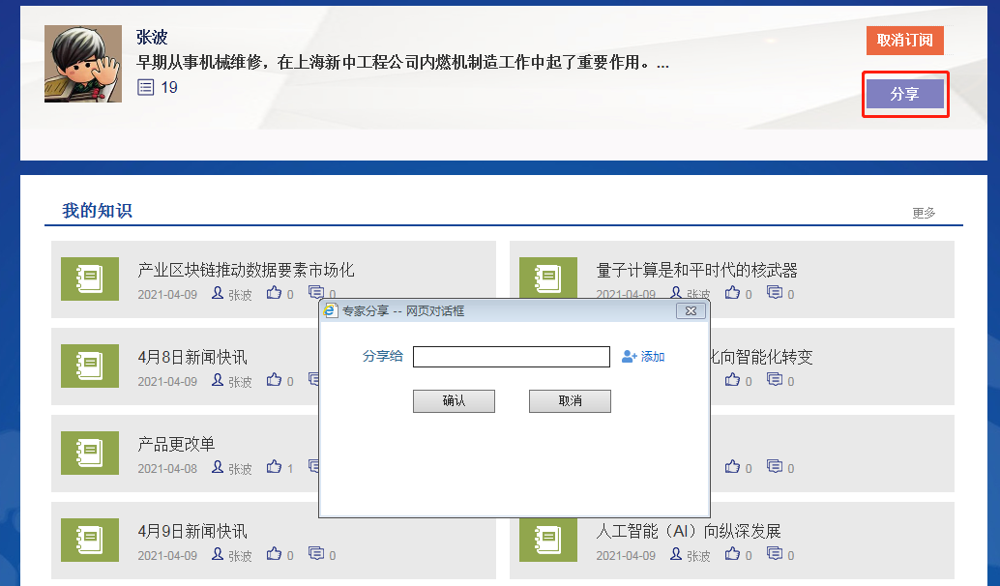 张波
取消订阅
早期从事机械维修，在上海新中工程公司内燃机制造工作中起了重要作用。...
19
分享
我的知识
更多
产业区块链推动数据要素市场化
2021-04-09 张波 0 0
量子计算是和平时代的核武器
2021-04-09 张波 0 0
专家分享 -- 网页对话框
分享给
添加
确认
取消
4月8日新闻快讯
2021-04-09 张波 0
化向智能化转变
0 0
产品更改单
2021-04-08 张波 1
0 0
4月9日新闻快讯
2021-04-09 张波 0 0
人工智能（AI）向纵深发展
2021-04-09 张波 0 0